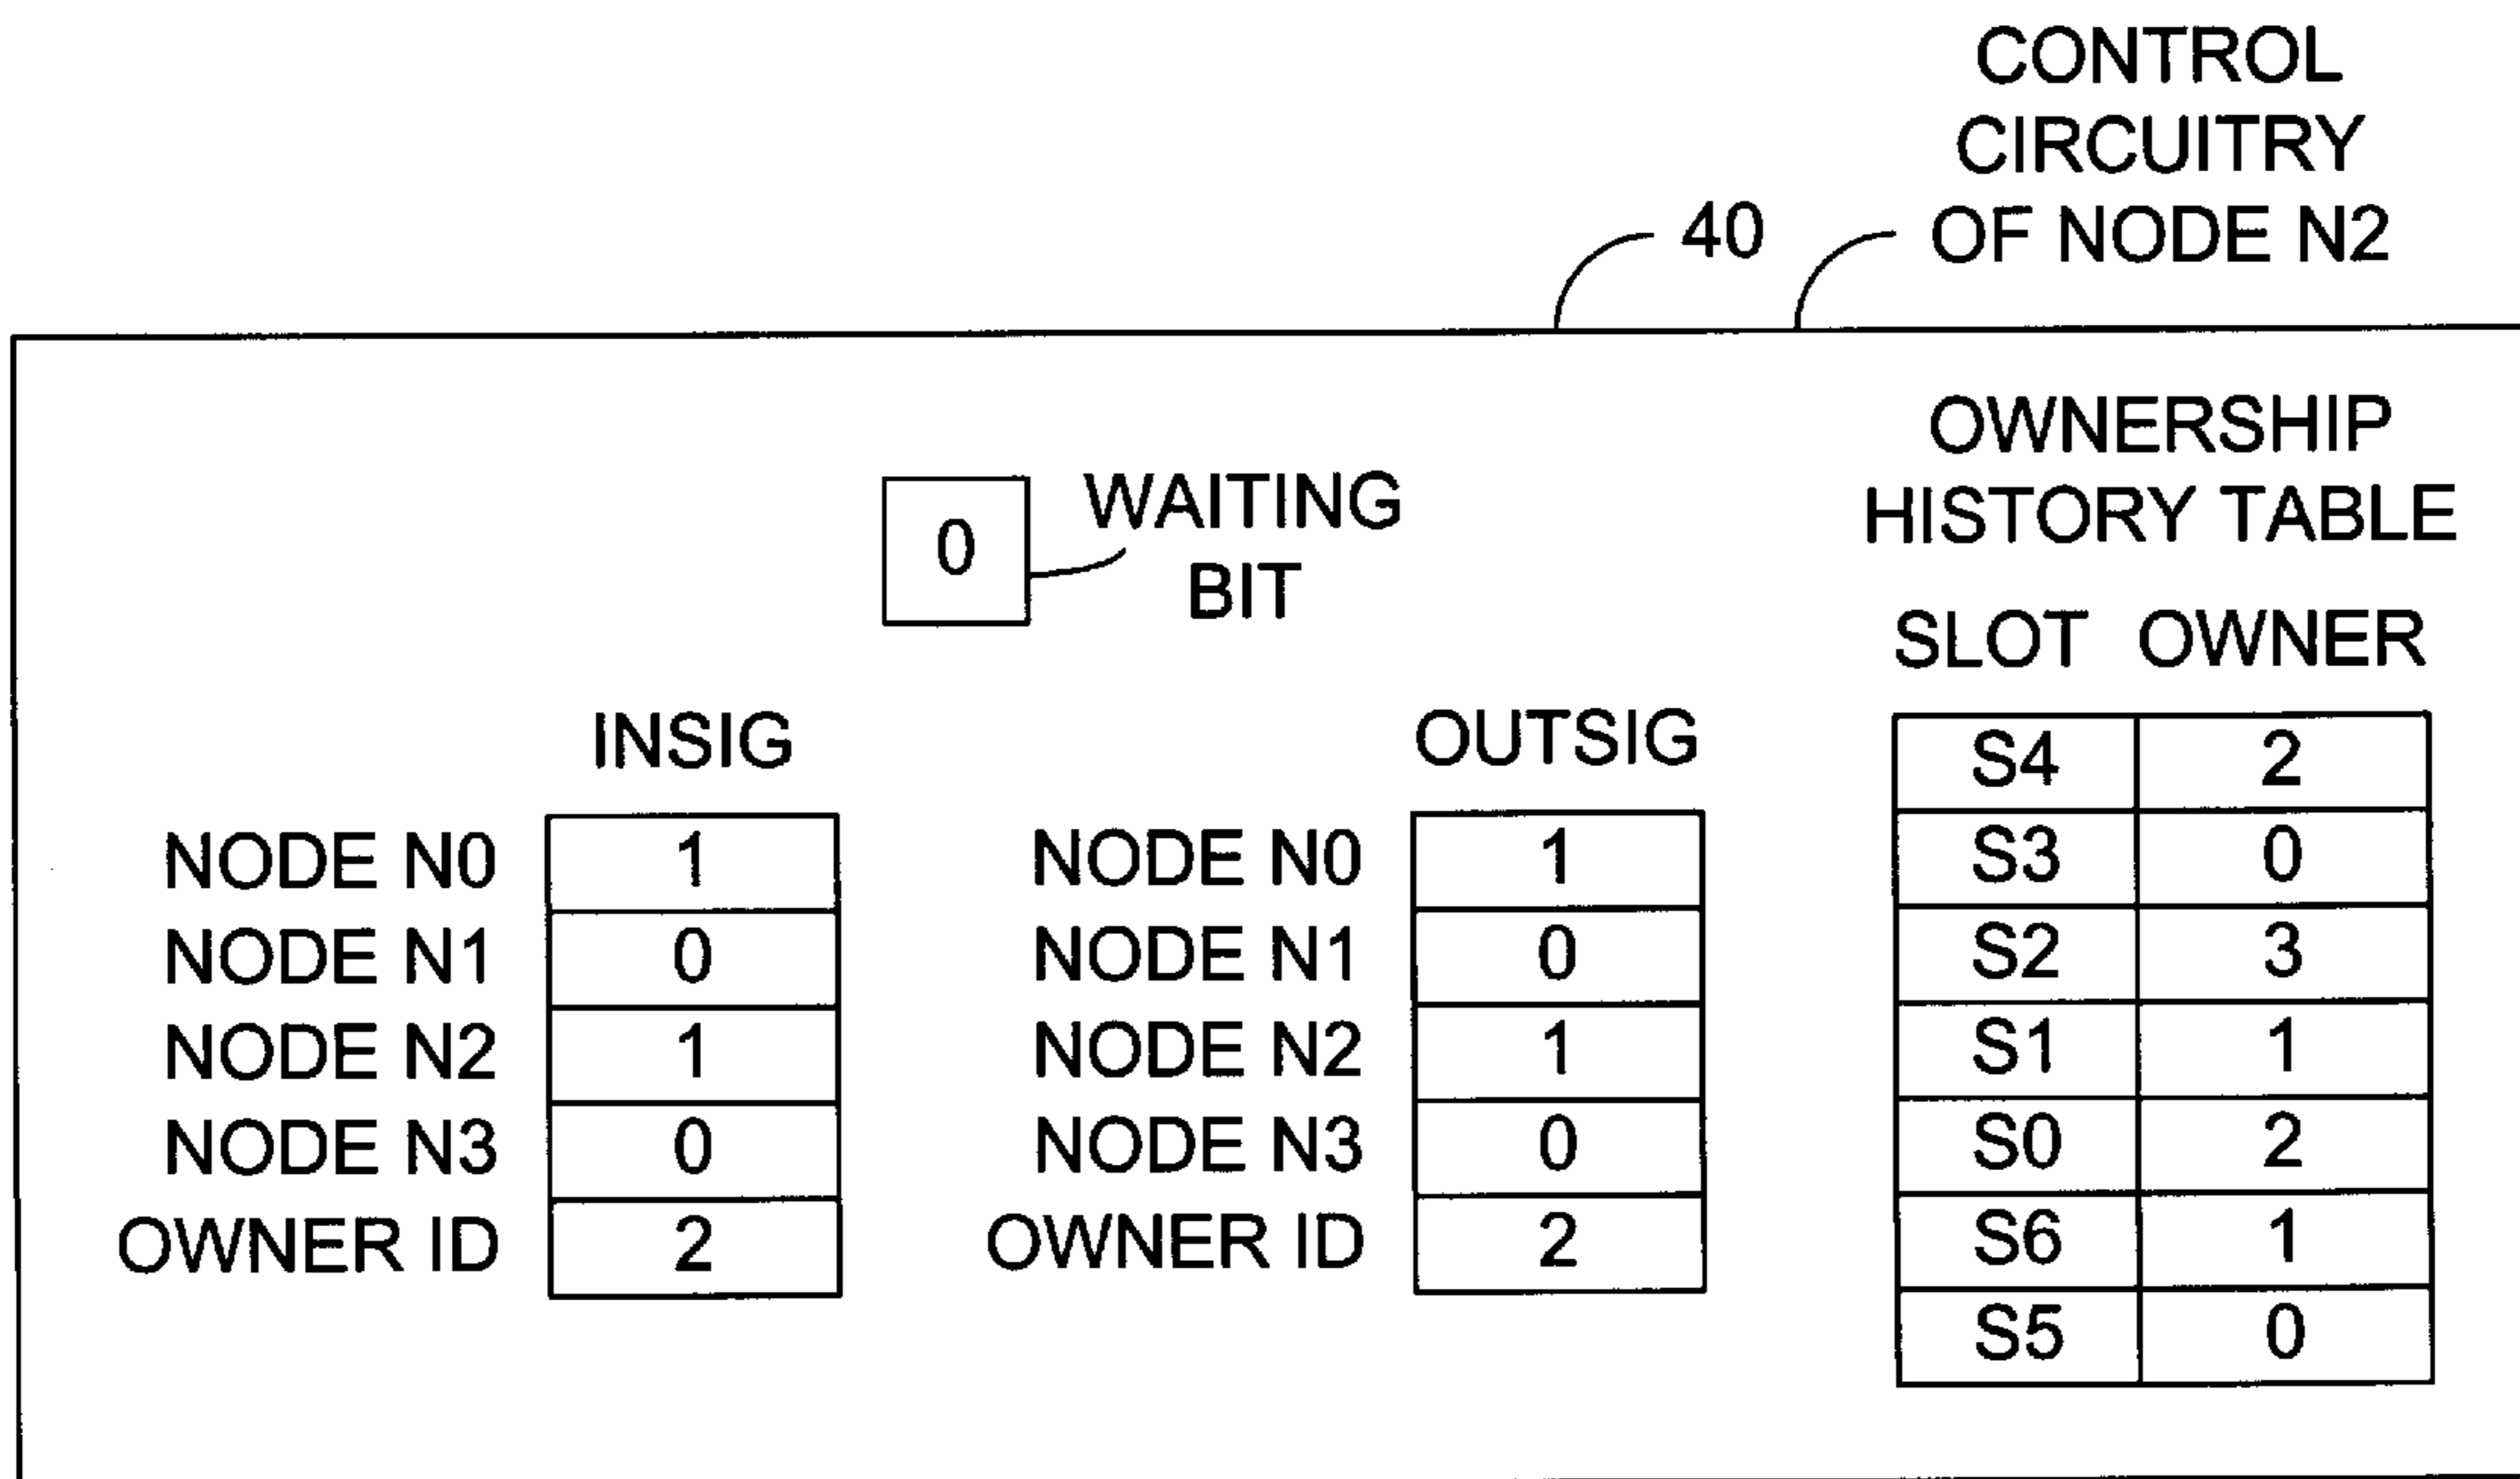 CONTROL
CIRCUITRY
40 OF NODE N2
OWNERSHIP
HISTORY TABLE
0 WAITING
BIT
SLOT OWNER
INSIG OUTSIG
S4 2
NODE N0 1 NODE N0 1 S3 0
NODE N1 0 NODE N1 0 S2 3
NODE N2 1 NODE N2 1 S1 1
NODE N3 0 NODE N3 0 S0 2
OWNER ID 2 OWNER ID 2 S6 1
S5 0